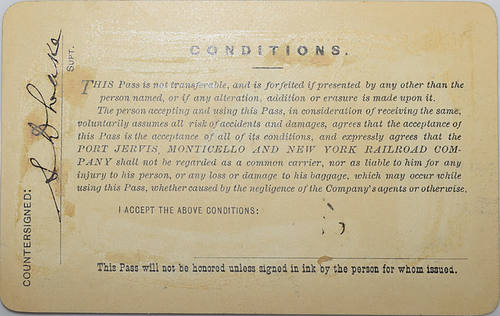 CONDITIONS.
THIS Pass is not transferable, and is forfeited if presented by any other than the
person named, or if any alteration, addition or erasure is made upon it.
The person accepting and using this Pass, in consideration of receiving the same,
voluntarily assumes all risk of accidents and damages, agrees that the acceptance of
this Pass is the acceptance of all of its conditions, and expressly agrees that the
PORT JERVIS, MONTICELLO AND NEW YORK RAILROAD COM-
PANY shall not be regarded as a common carrier, nor as liable to him for any
injury to his person, or any loss or damage to his baggage, which may occur while
using this Pass, whether caused by the negligence of the Company's agents or otherwise.
I ACCEPT THE ABOVE CONDITIONS:
This Pass will not be honored unless signed in ink by the person for whom issued.
COUNTERSIGNED:
SUPT.